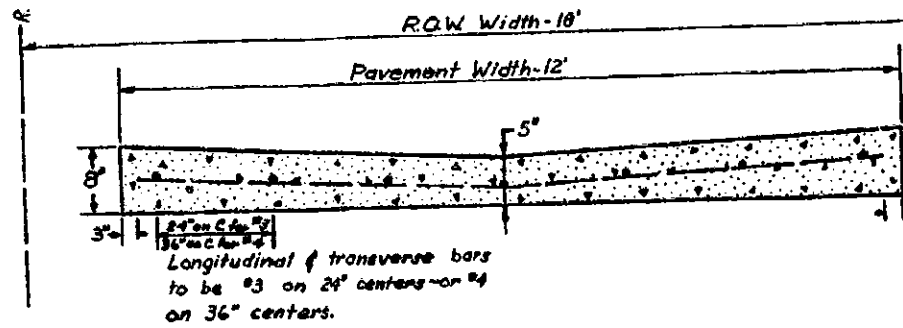 R.O.W. Width-18'
Pavement Width-12'
5"
8"
3"
24" on C for #3
36" on C for #4
Longitudinal & transverse bars
to be #3 on 24" centers-or #4
on 36" centers.